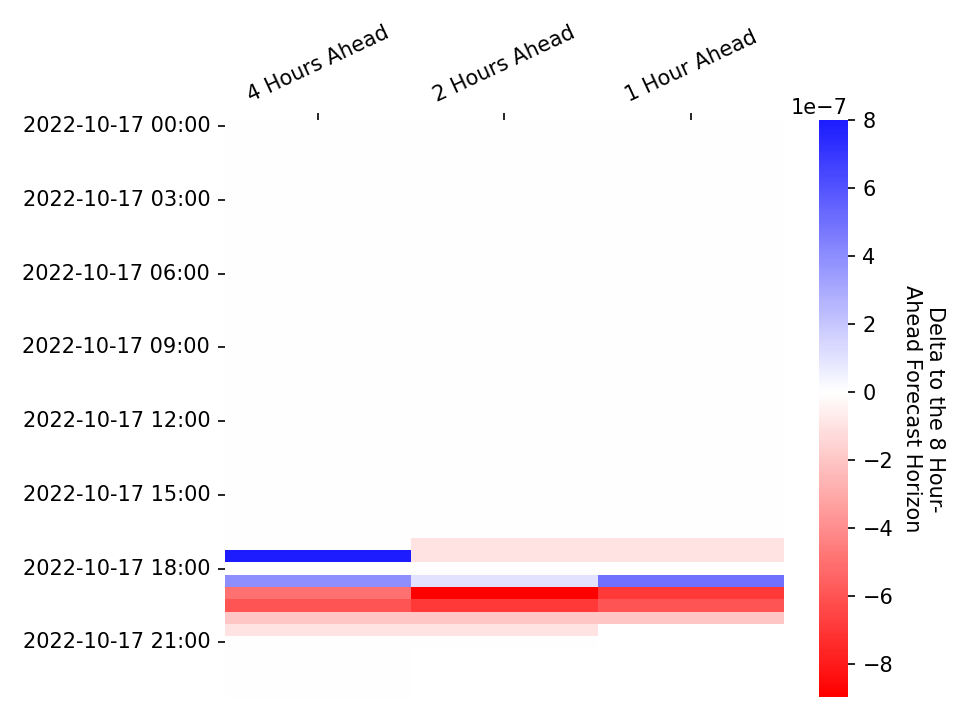 4 Hours Ahead
2 Hours Ahead
1 Hour Ahead
2022-10-17 00:00
2022-10-17 03:00
2022-10-17 06:00
2022-10-17 09:00
2022-10-17 12:00
2022-10-17 15:00
2022-10-17 18:00
2022-10-17 21:00
1e−7
8
6
4
2
0
−2
−4
−6
−8
Delta to the 8 Hour-
Ahead Forecast Horizon